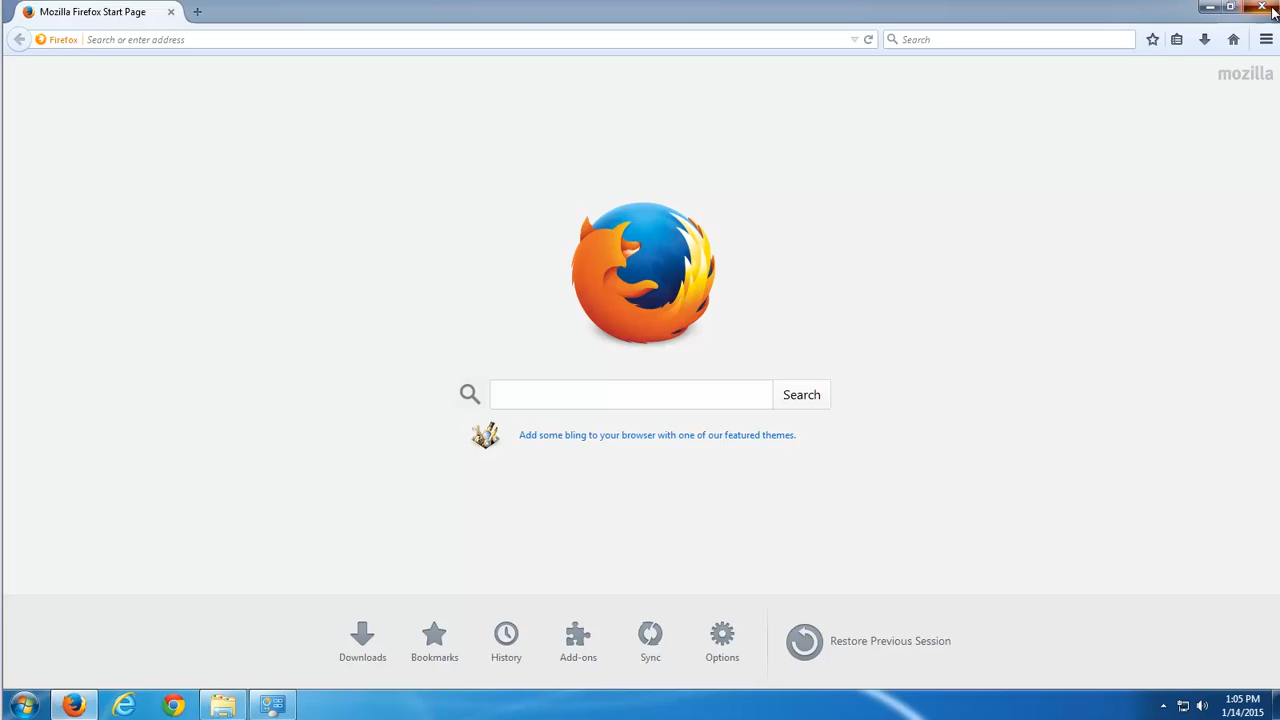 Mozilla Firefox Start Page
Firefox Search or enter address Search
mozilla
Search
Add some bling to your browser with one of our featured themes.
Downloads Bookmarks History Add-ons Sync Options Restore Previous Session
1:05 PM
1/14/2015